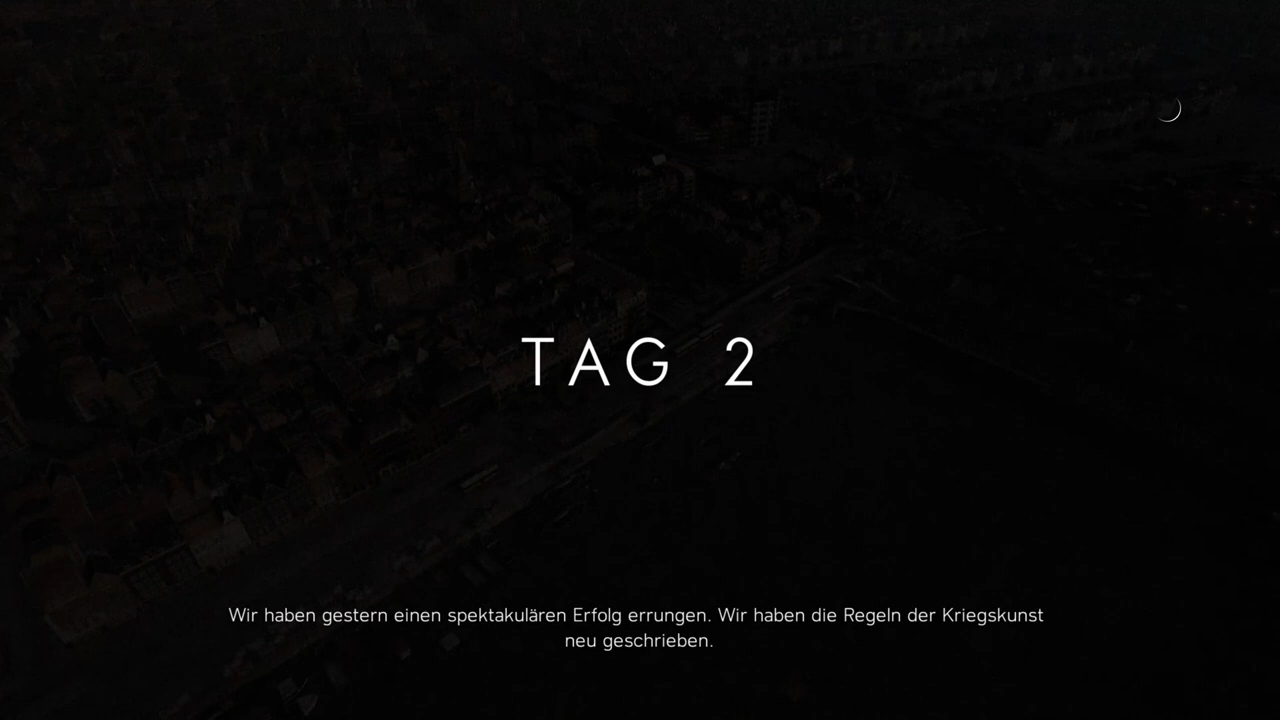 TAG 2
Wir haben gestern einen spektakulären Erfolg errungen. Wir haben die Regeln der Kriegskunst
neu geschrieben.